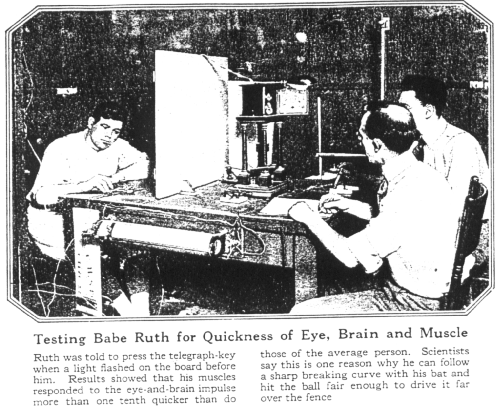 Testing Babe Ruth for Quickness of Eye, Brain and Muscle
Ruth was told to press the telegraph-key
when a light flashed on the board before
him. Results showed that his muscles
responded to the eye-and-brain impulse
more than one tenth quicker than do
those of the average person. Scientists
say this is one reason why he can follow
a sharp breaking curve with his bat and
hit the ball fair enough to drive it far
over the fence